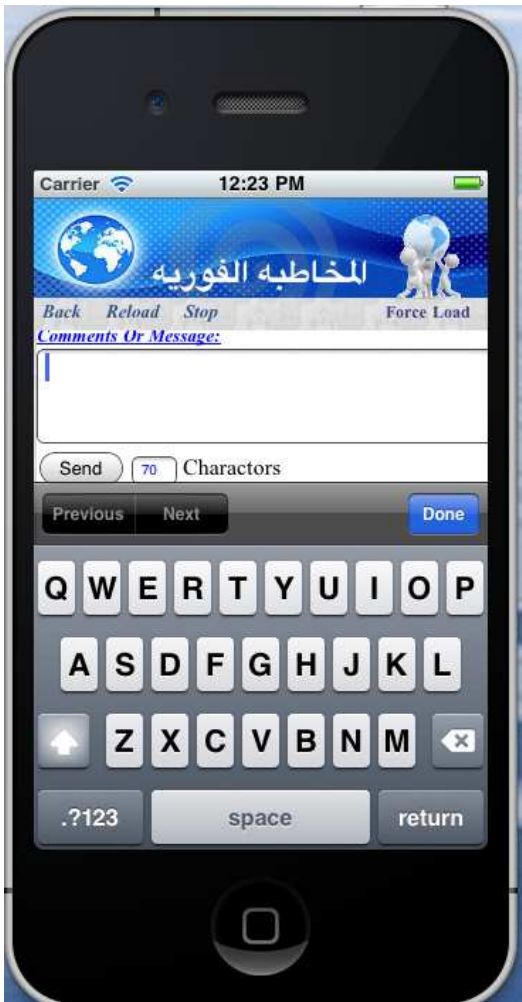 Carrier 12:23 PM
المخاطبه الفوريه
Back Reload Stop Force Load
Comments Or Message:
Send 70 Charactors
Previous Next Done
Q W E R T Y U I O P
A S D F G H J K L
Z X C V B N M
.?123 space return